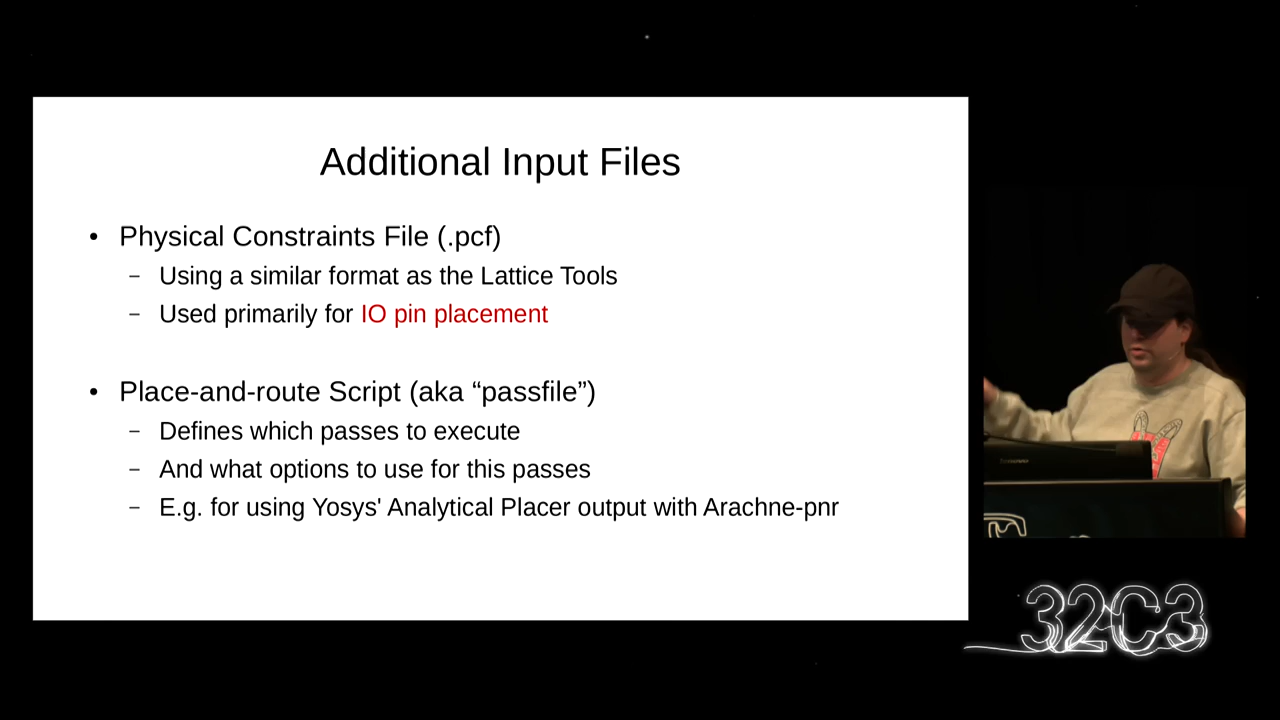 Additional Input Files
• Physical Constraints File (.pcf)
– Using a similar format as the Lattice Tools
– Used primarily for IO pin placement
• Place-and-route Script (aka “passfile”)
– Defines which passes to execute
– And what options to use for this passes
– E.g. for using Yosys' Analytical Placer output with Arachne-pnr
lenovo
32C3